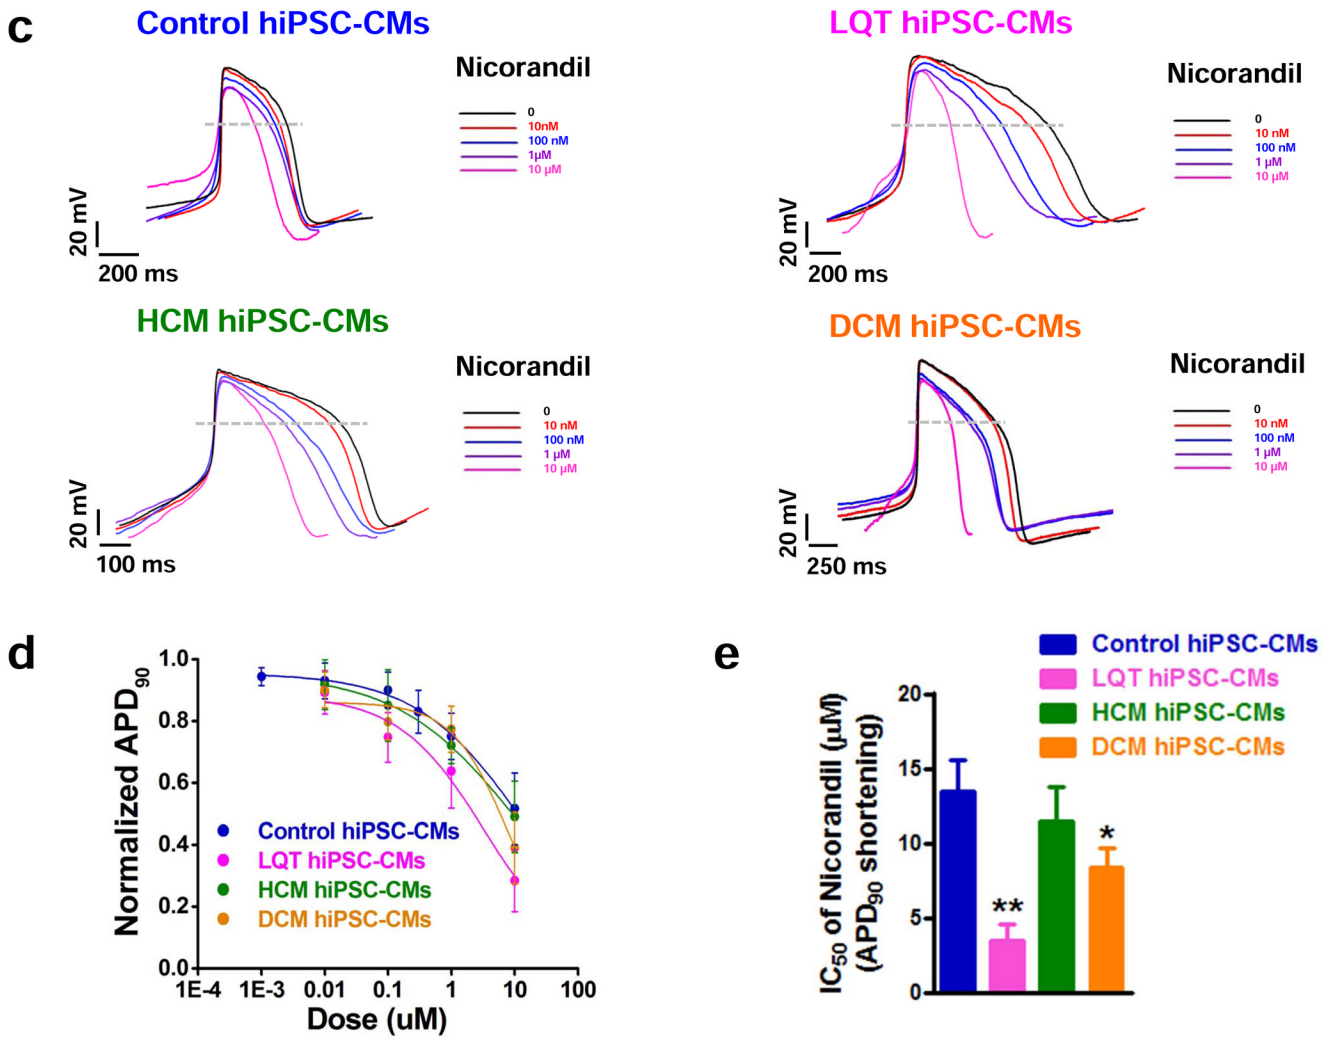 c
Control hiPSC-CMs
Nicorandil
0
10nM
100 nM
1µM
10 µM
20 mV
200 ms
LQT hiPSC-CMs
Nicorandil
0
10 nM
100 nM
1 µM
10 µM
20 mV
200 ms
HCM hiPSC-CMs
Nicorandil
0
10 nM
100 nM
1 µM
10 µM
20 mV
100 ms
DCM hiPSC-CMs
Nicorandil
0
10 nM
100 nM
1 µM
10 µM
20 mV
250 ms
d
Normalized APD90
1.0
0.8
0.6
0.4
0.2
0.0
Control hiPSC-CMs
LQT hiPSC-CMs
HCM hiPSC-CMs
DCM hiPSC-CMs
1E-4 1E-3 0.01 0.1 1 10 100
Dose (uM)
e
Control hiPSC-CMs
LQT hiPSC-CMs
HCM hiPSC-CMs
DCM hiPSC-CMs
IC50 of Nicorandil (µM)
(APD90 shortening)
20
15
10
5
0
**
*